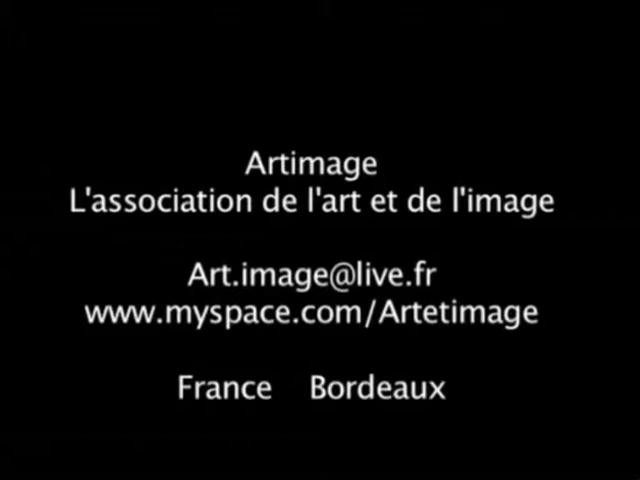 Artimage
L'association de l'art et de l'image
Art.image@live.fr
www.myspace.com/Artetimage
France Bordeaux